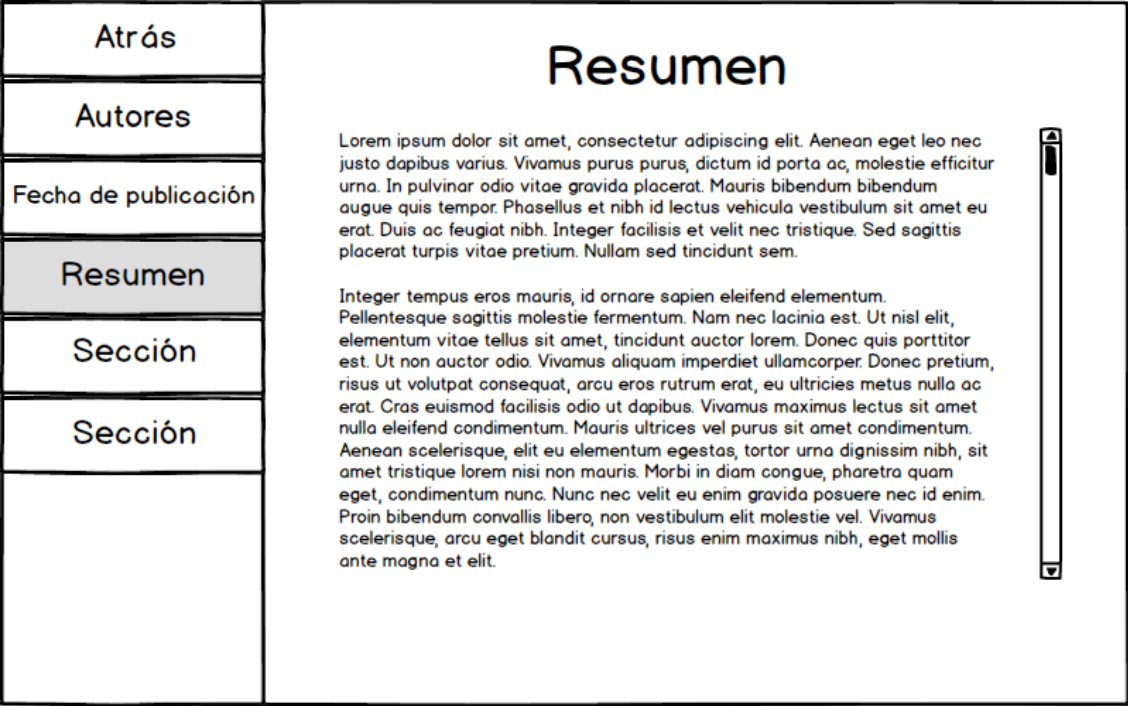 Atrás
Autores
Fecha de publicación
Resumen
Sección
Sección
Resumen
Lorem ipsum dolor sit amet, consectetur adipiscing elit. Aenean eget leo nec
justo dapibus varius. Vivamus purus purus, dictum id porta ac, molestie efficitur
urna. In pulvinar odio vitae gravida placerat. Mauris bibendum bibendum
augue quis tempor. Phasellus et nibh id lectus vehicula vestibulum sit amet eu
erat. Duis ac feugiat nibh. Integer facilisis et velit nec tristique. Sed sagittis
placerat turpis vitae pretium. Nullam sed tincidunt sem.
Integer tempus eros mauris, id ornare sapien eleifend elementum.
Pellentesque sagittis molestie fermentum. Nam nec lacinia est. Ut nisl elit,
elementum vitae tellus sit amet, tincidunt auctor lorem. Donec quis porttitor
est. Ut non auctor odio. Vivamus aliquam imperdiet ullamcorper. Donec pretium,
risus ut volutpat consequat, arcu eros rutrum erat, eu ultricies metus nulla ac
erat. Cras euismod facilisis odio ut dapibus. Vivamus maximus lectus sit amet
nulla eleifend condimentum. Mauris ultrices vel purus sit amet condimentum.
Aenean scelerisque, elit eu elementum egestas, tortor urna dignissim nibh, sit
amet tristique lorem nisi non mauris. Morbi in diam congue, pharetra quam
eget, condimentum nunc. Nunc nec velit eu enim gravida posuere nec id enim.
Proin bibendum convallis libero, non vestibulum elit molestie vel. Vivamus
scelerisque, arcu eget blandit cursus, risus enim maximus nibh, eget mollis
ante magna et elit.